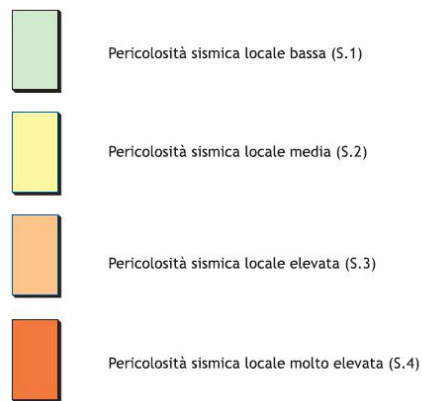 Pericolosità sismica locale bassa (S.1)
Pericolosità sismica locale media (S.2)
Pericolosità sismica locale elevata (S.3)
Pericolosità sismica locale molto elevata (S.4)